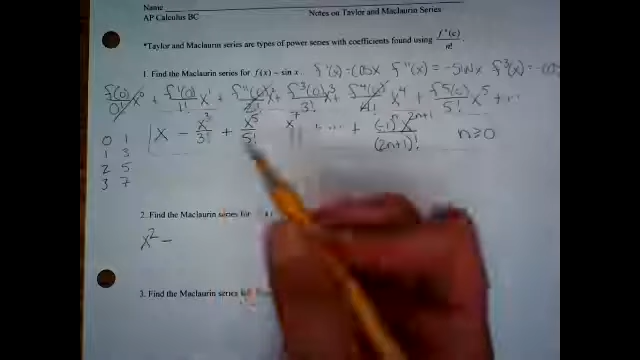 Name
AP Calculus BC Notes on Taylor and Maclaurin Series
*Taylor and Maclaurin series are types of power series with coefficients found using fⁿ(c)/n!
1. Find the Maclaurin series for f(x) = sin x. f'(x) = cos x f''(x) = -sin x f³(x) = -cos
f(0)/0! x⁰ + f'(0)/1! x¹ + f''(0)/2! x² + f³(0)/3! x³ + f⁴(0)/4! x⁴ + f⁵(0)/5! x⁵ + ...
x - x³/3! + x⁵/5! x⁷ ... + (-1)ⁿ x²ⁿ⁺¹/(2n+1)! n≥0
0 1
1 3
2 5
3 7
2. Find the Maclaurin series for
x² -
3. Find the Maclaurin series for